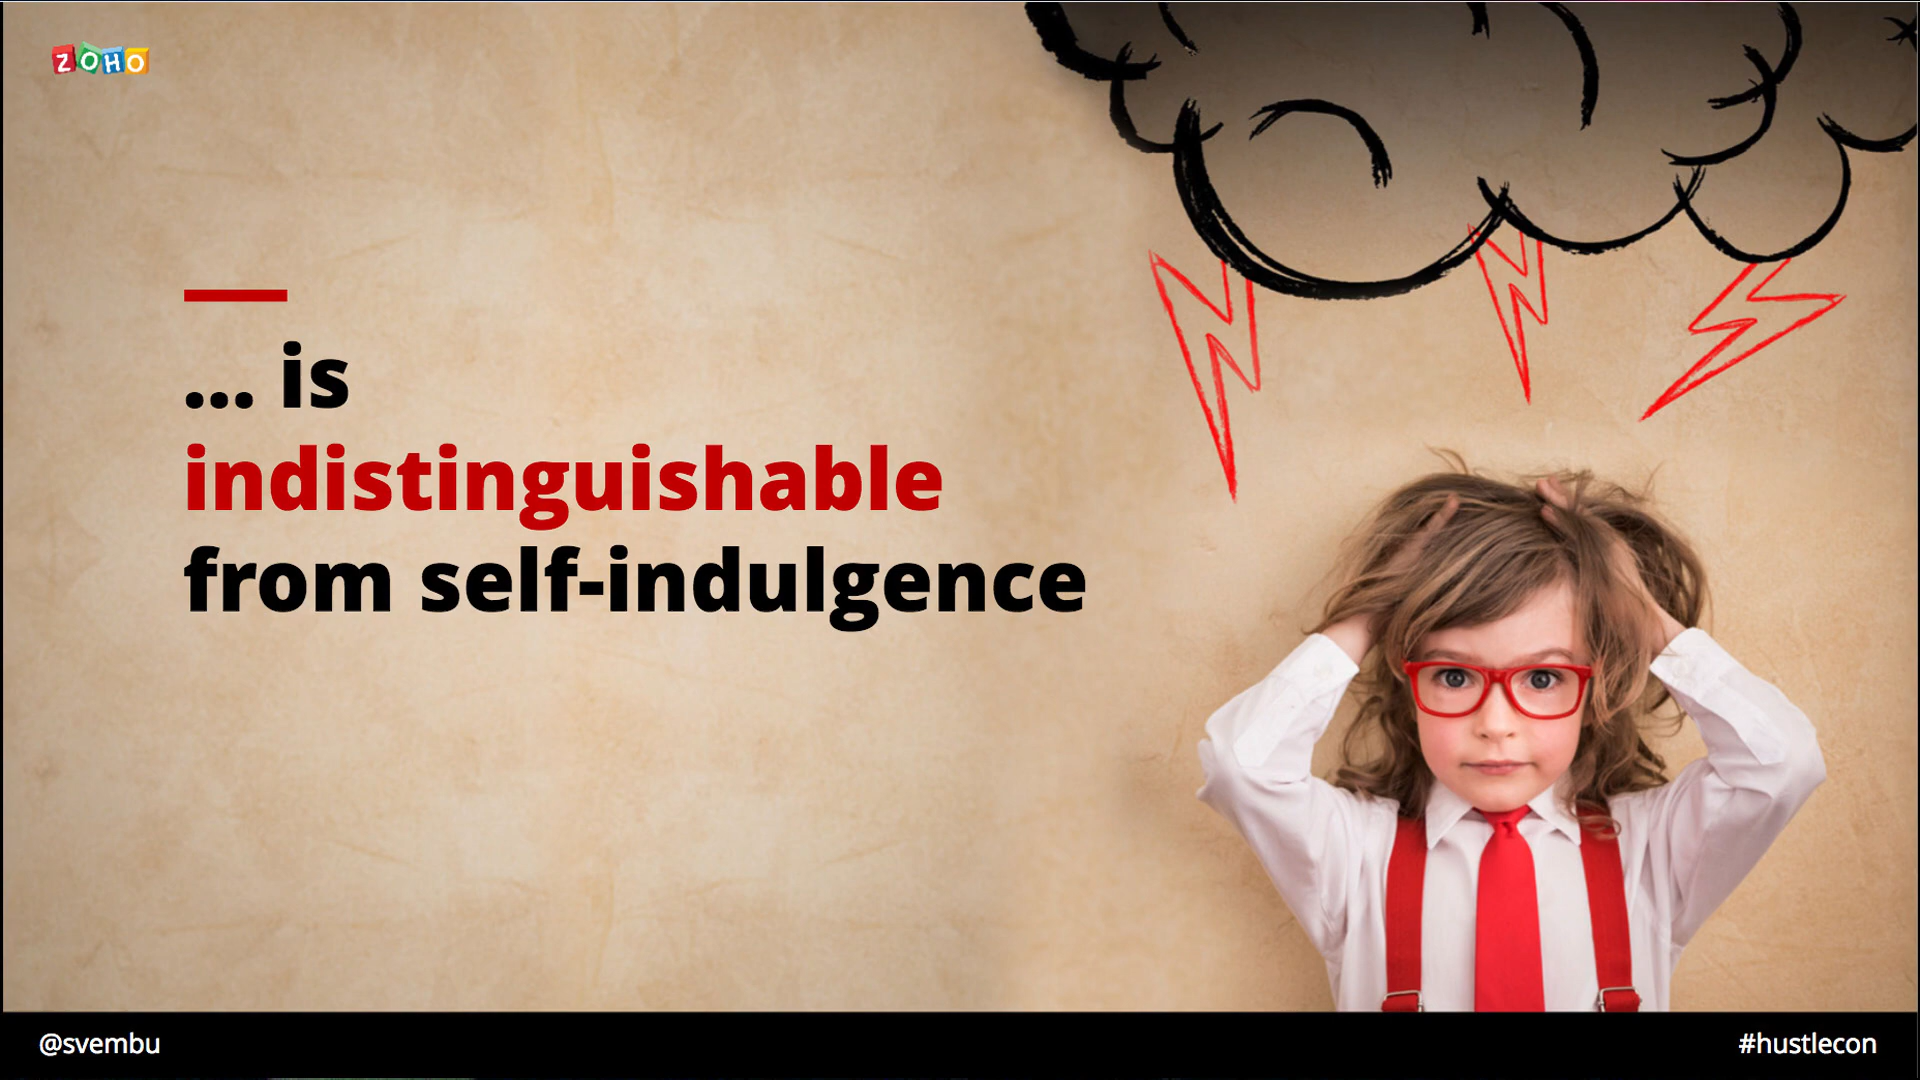 ZOHO
... is
indistinguishable
from self-indulgence
@svembu
#hustlecon